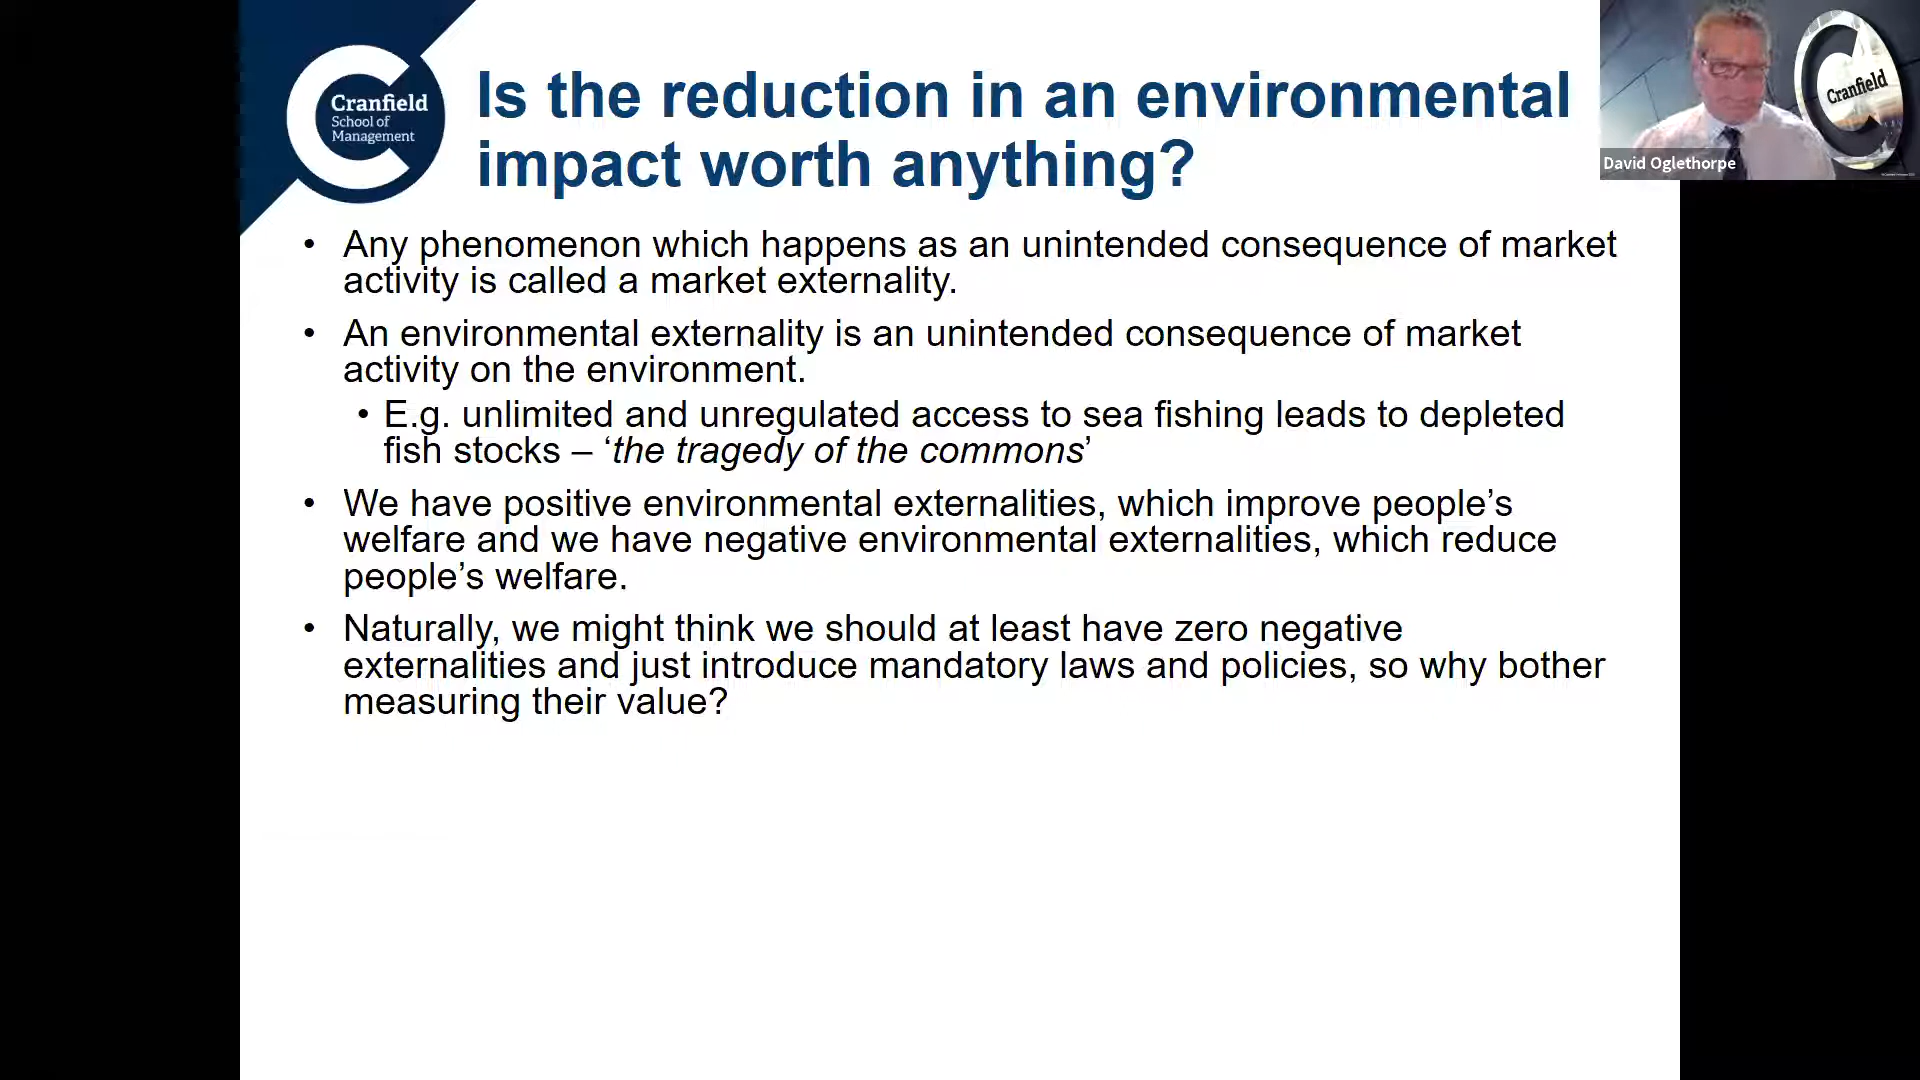 Cranfield
School of
Management
Is the reduction in an environmental
impact worth anything?
Cranfield
David Oglethorpe
• Any phenomenon which happens as an unintended consequence of market
activity is called a market externality.
• An environmental externality is an unintended consequence of market
activity on the environment.
• E.g. unlimited and unregulated access to sea fishing leads to depleted
fish stocks – ‘the tragedy of the commons’
• We have positive environmental externalities, which improve people’s
welfare and we have negative environmental externalities, which reduce
people’s welfare.
• Naturally, we might think we should at least have zero negative
externalities and just introduce mandatory laws and policies, so why bother
measuring their value?